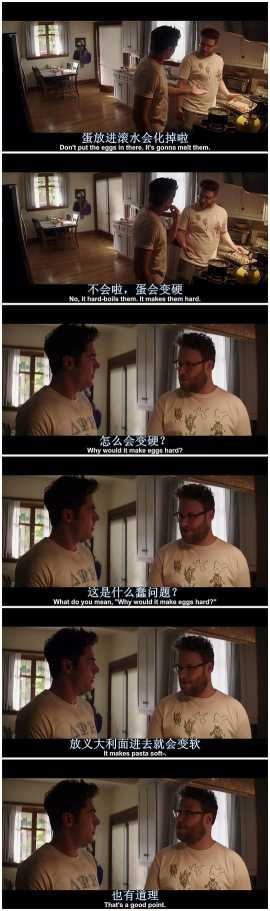 蛋放进滚水会化掉啦
Don't put the eggs in there. It's gonna melt them.
不会啦，蛋会变硬
No, it hard-boils them. It makes them hard.
怎么会变硬？
Why would it make eggs hard?
这是什么蠢问题？
What do you mean, "Why would it make eggs hard?"
放义大利面进去就会变软
It makes pasta soft-.
也有道理
That's a good point.